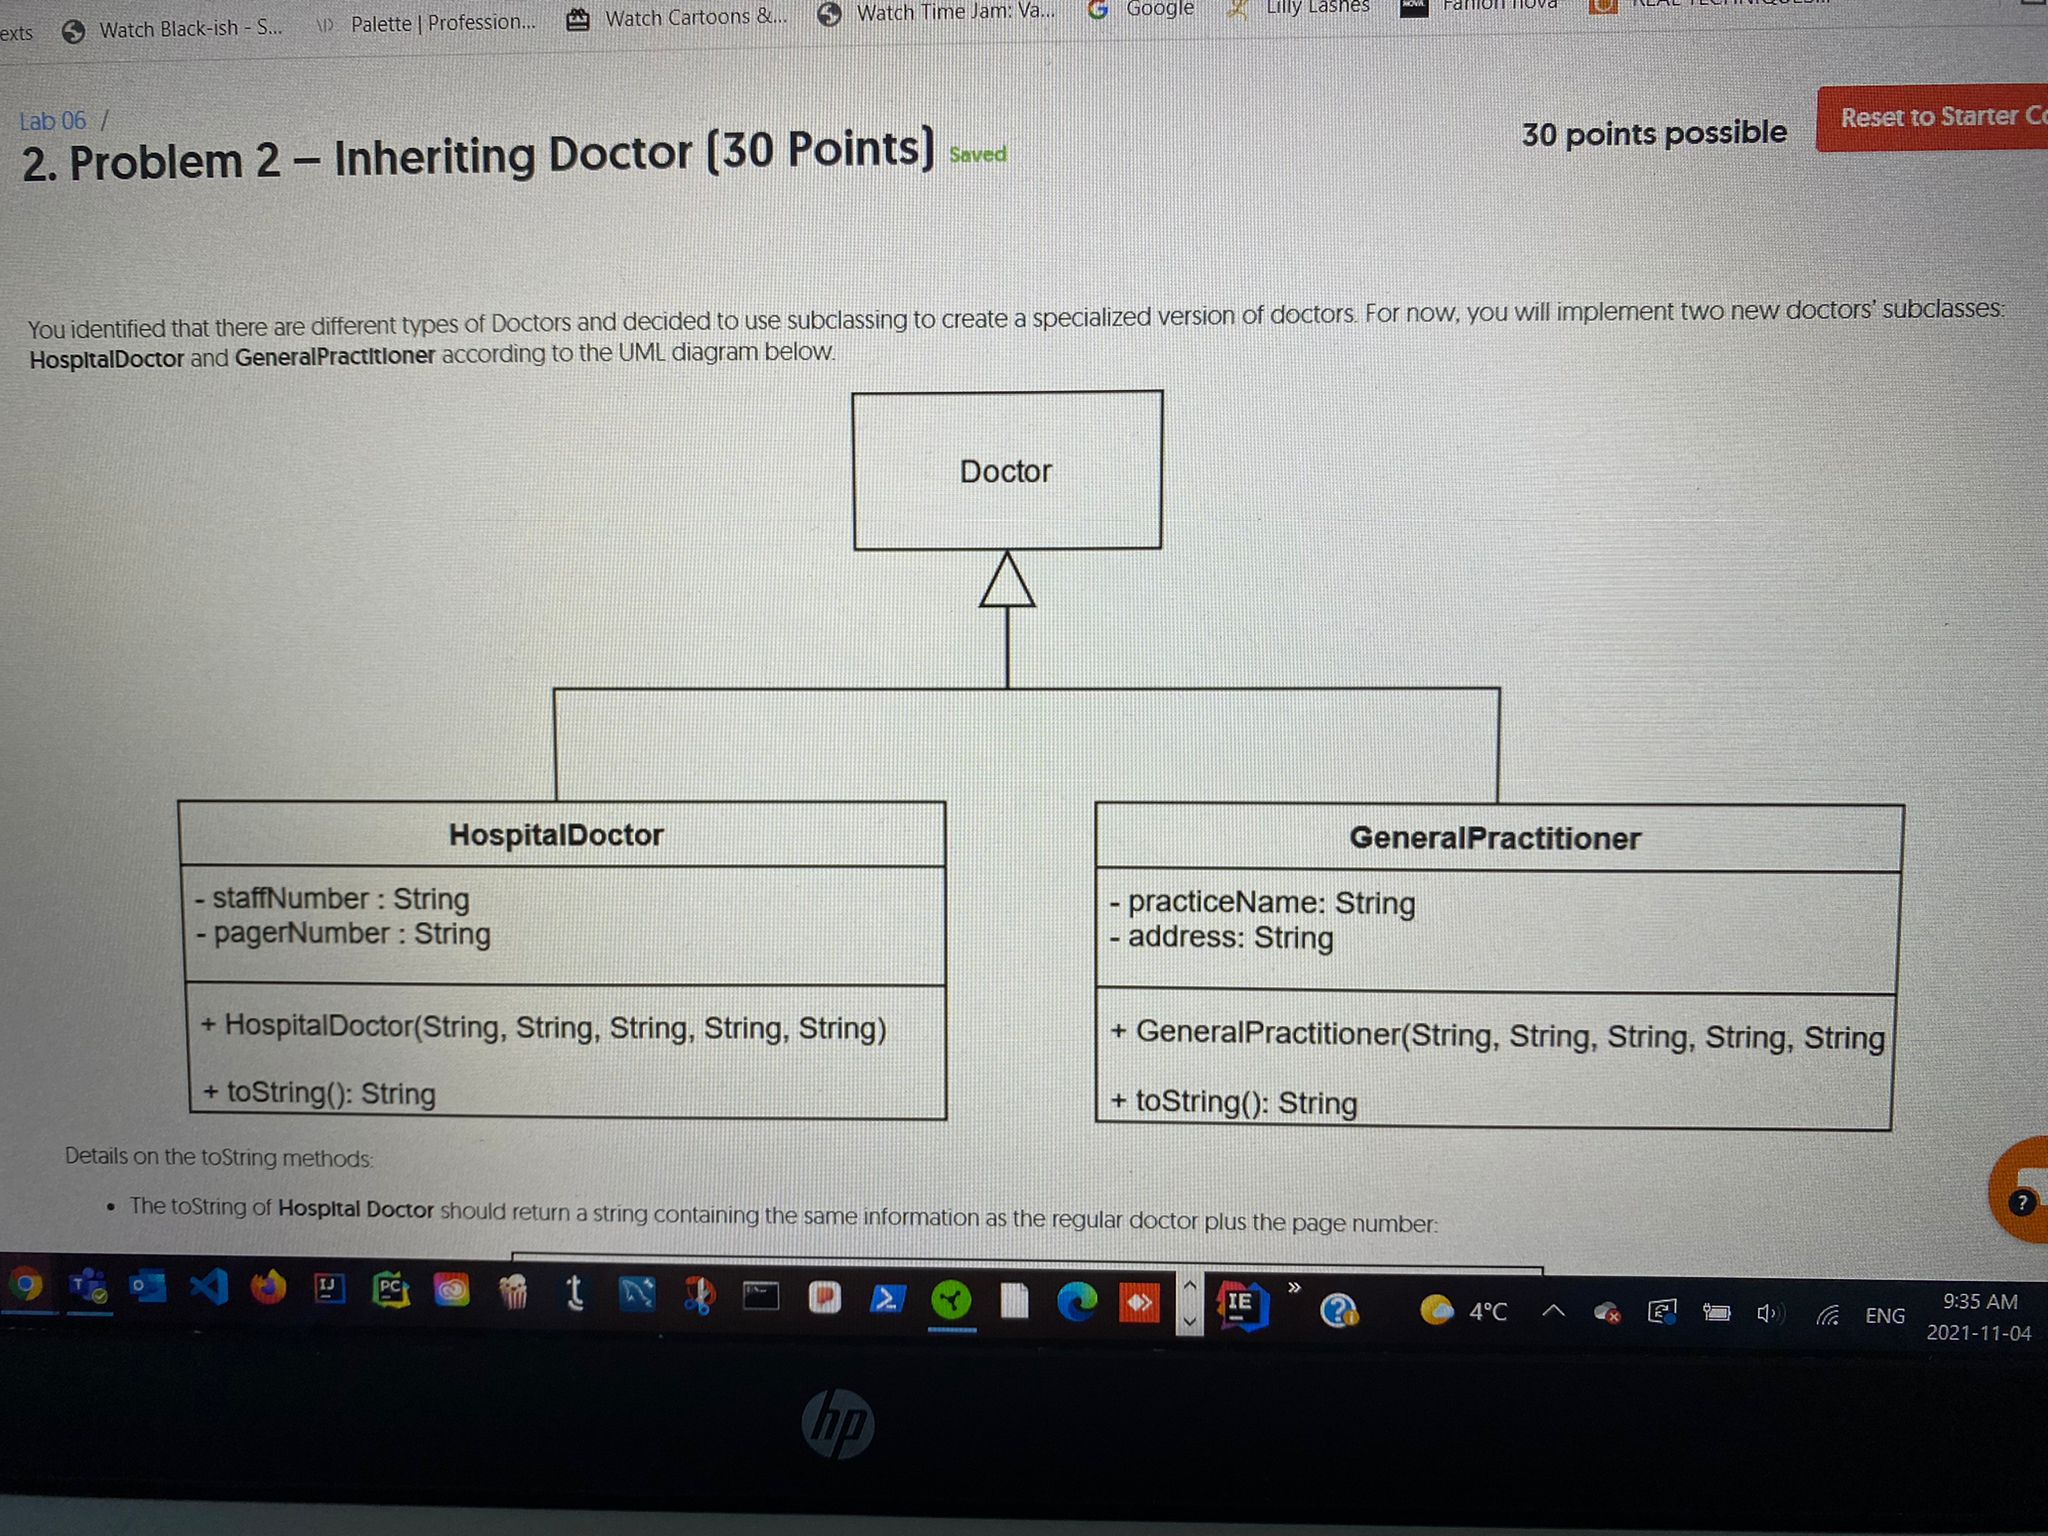 exts
Watch Black-ish - S...
Palette | Profession...
Watch Cartoons &...
Watch Time Jam: Va...
Google
Lilly Lashes
Lab 06 /
2. Problem 2 – Inheriting Doctor (30 Points) Saved
30 points possible
Reset to Starter Co
You identified that there are different types of Doctors and decided to use subclassing to create a specialized version of doctors. For now, you will implement two new doctors' subclasses:
HospitalDoctor and GeneralPractitioner according to the UML diagram below.
Doctor
HospitalDoctor
- staffNumber : String
- pagerNumber : String
+ HospitalDoctor(String, String, String, String, String)
+ toString(): String
GeneralPractitioner
- practiceName: String
- address: String
+ GeneralPractitioner(String, String, String, String, String
+ toString(): String
Details on the toString methods:
• The toString of Hospital Doctor should return a string containing the same information as the regular doctor plus the page number:
?
T
IJ
PC
t
IE
»
4°C
ENG
9:35 AM
2021-11-04
hp